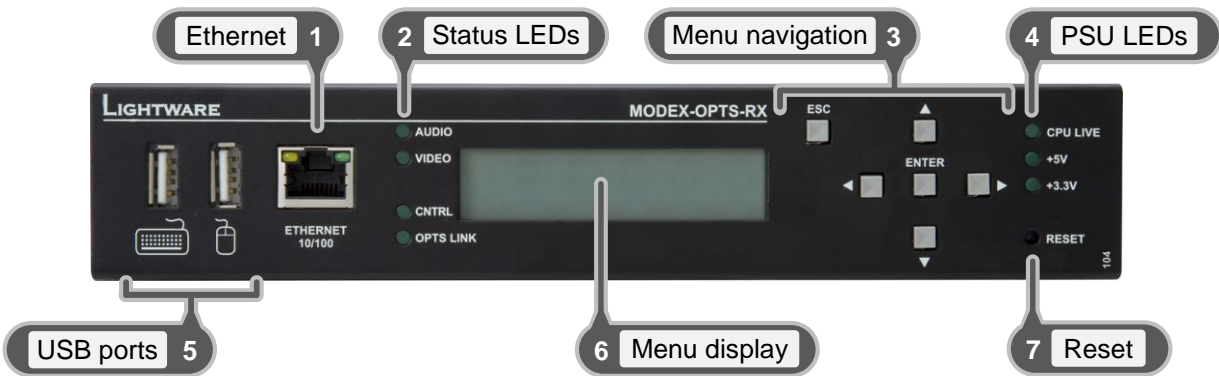 Ethernet 1
2 Status LEDs
Menu navigation 3
4 PSU LEDs
LIGHTWARE
MODEX-OPTS-RX
ESC
AUDIO
VIDEO
CNTRL
OPTS LINK
ETHERNET
10/100
ENTER
CPU LIVE
+5V
+3.3V
RESET
104
USB ports 5
6 Menu display
7 Reset